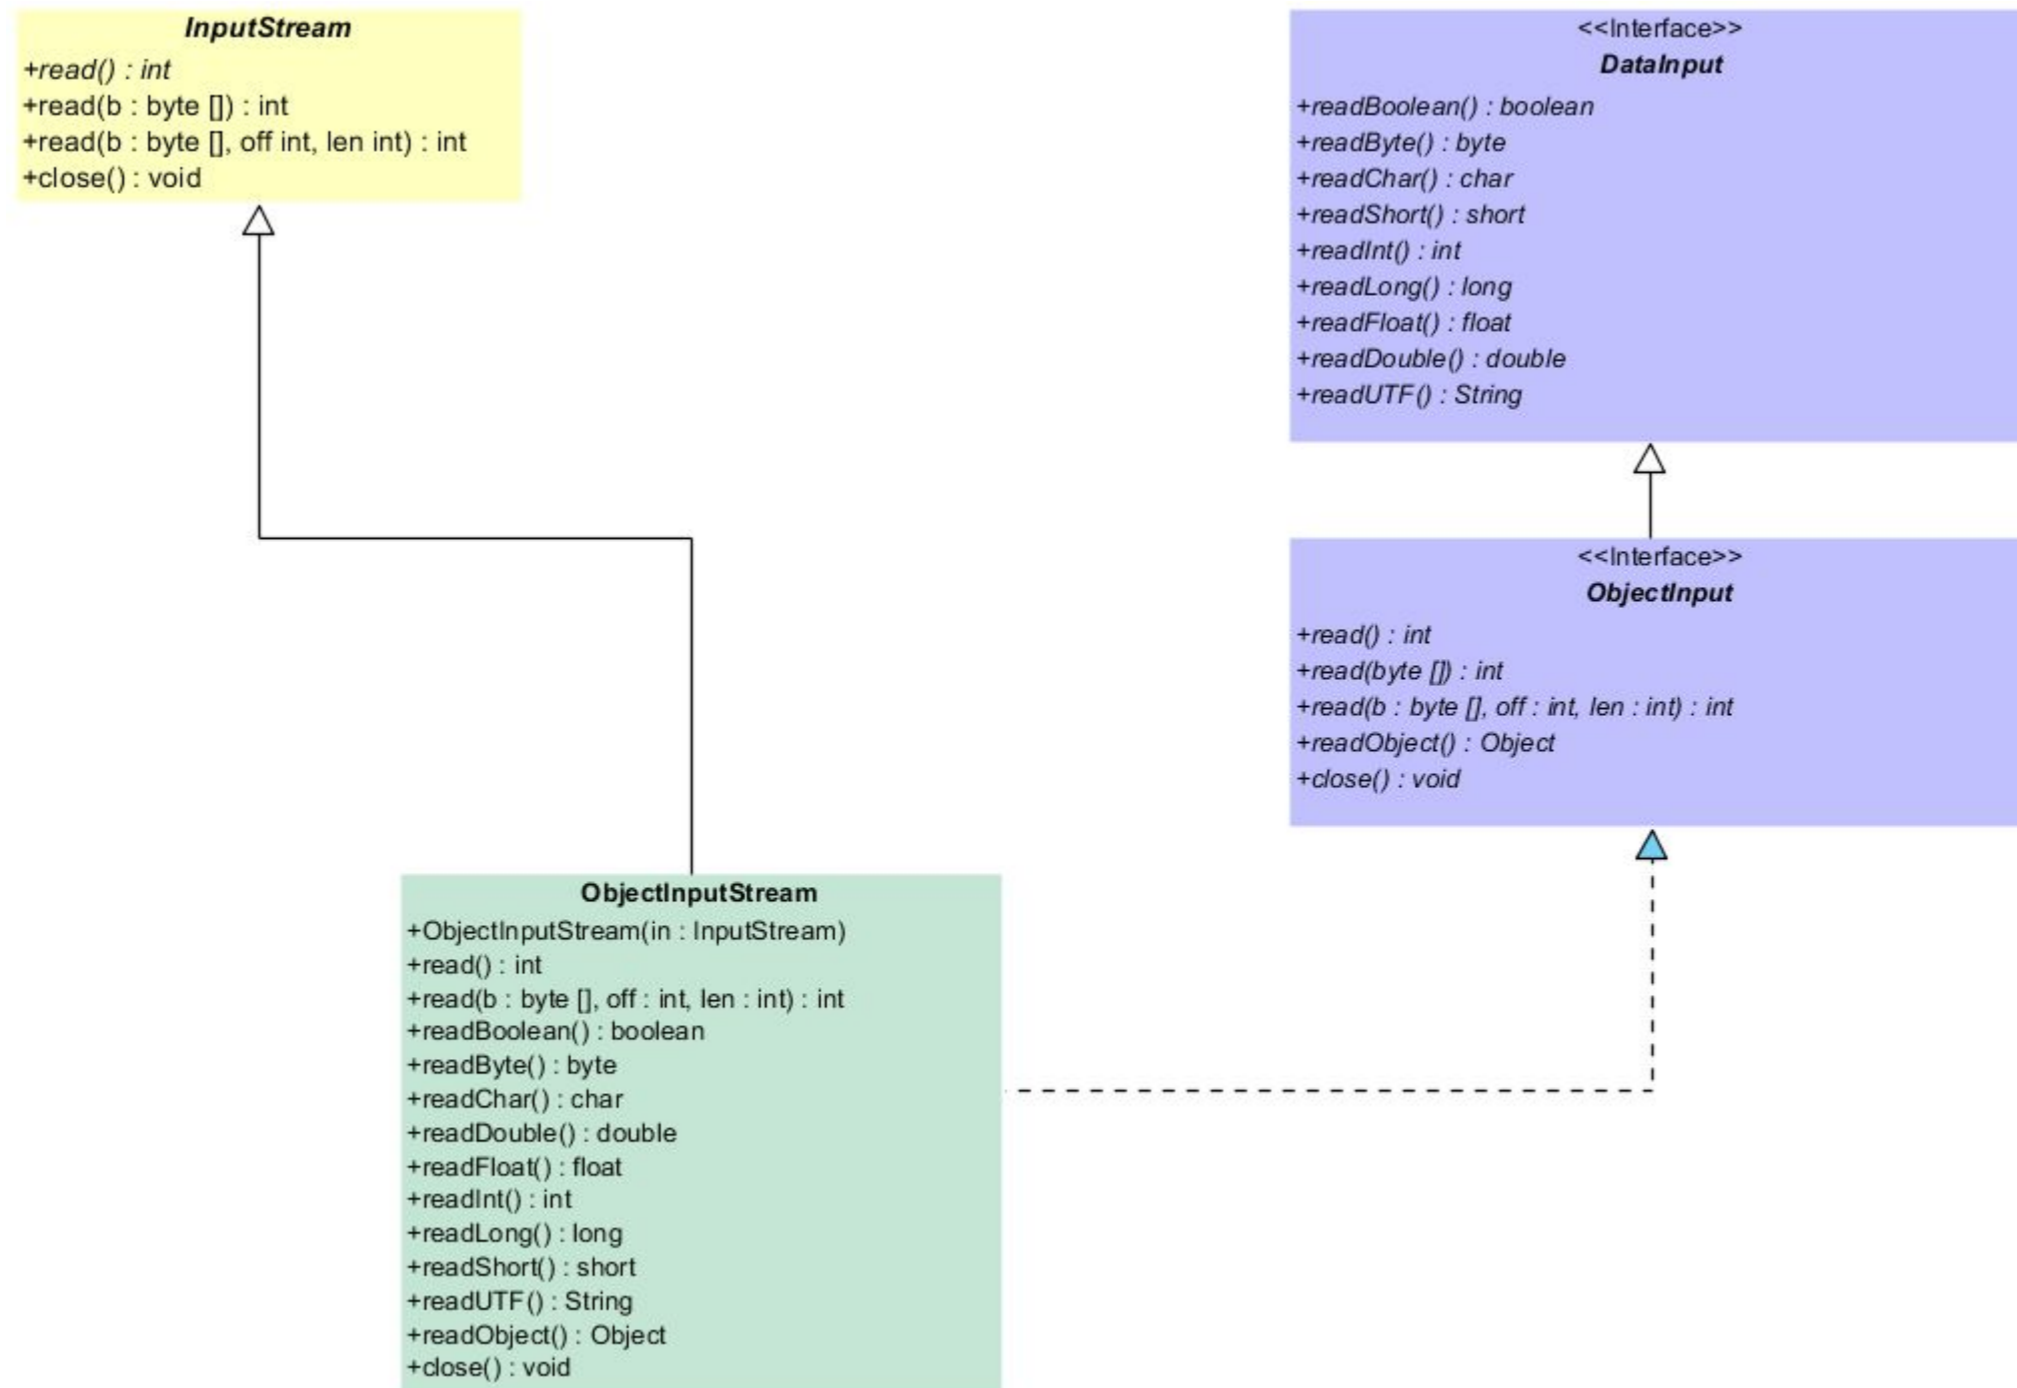 InputStream
+read() : int
+read(b : byte []) : int
+read(b : byte [], off int, len int) : int
+close() : void
<<Interface>>
DataInput
+readBoolean() : boolean
+readByte() : byte
+readChar() : char
+readShort() : short
+readInt() : int
+readLong() : long
+readFloat() : float
+readDouble() : double
+readUTF() : String
<<Interface>>
ObjectInput
+read() : int
+read(byte []) : int
+read(b : byte [], off : int, len : int) : int
+readObject() : Object
+close() : void
ObjectInputStream
+ObjectInputStream(in : InputStream)
+read() : int
+read(b : byte [], off : int, len : int) : int
+readBoolean() : boolean
+readByte() : byte
+readChar() : char
+readDouble() : double
+readFloat() : float
+readInt() : int
+readLong() : long
+readShort() : short
+readUTF() : String
+readObject() : Object
+close() : void